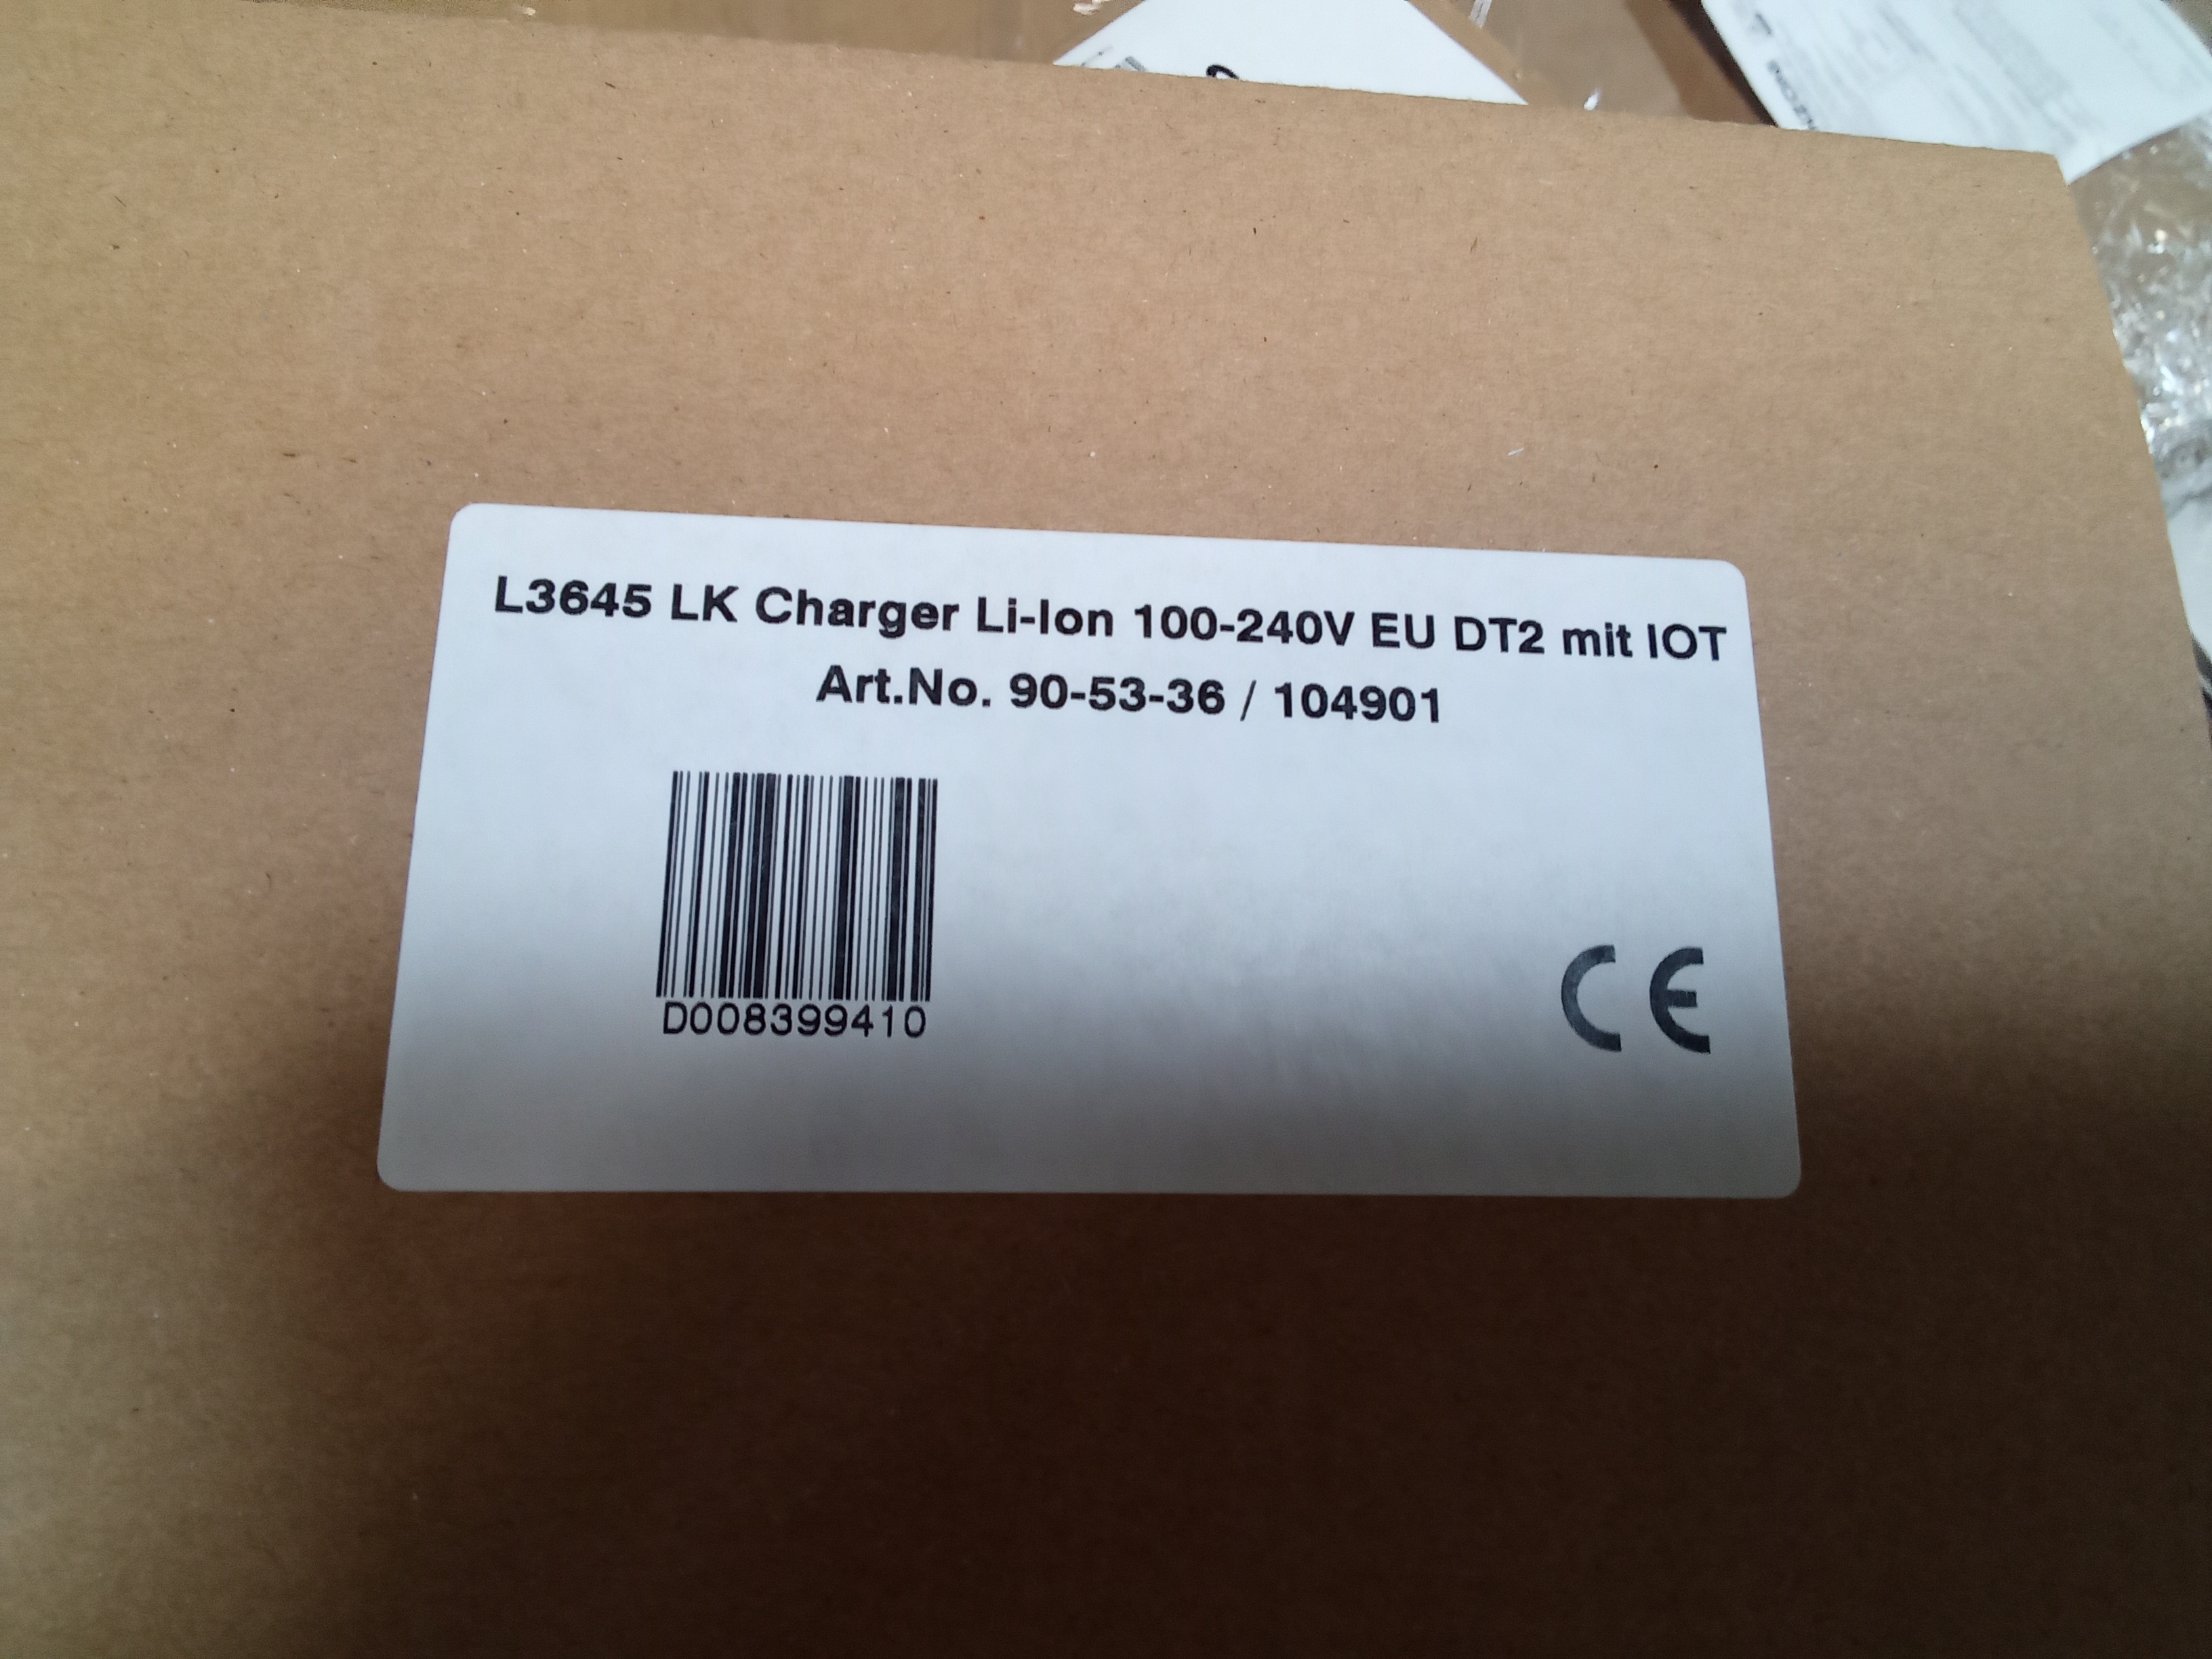 L3645 LK Charger Li-Ion 100-240V EU DT2 mit IOT
Art.No. 90-53-36 / 104901
D008399410
CE